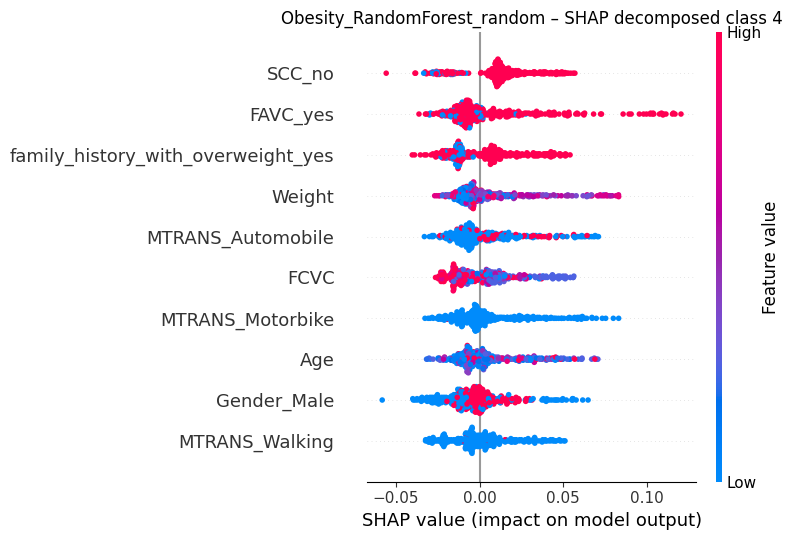 Obesity_RandomForest_random – SHAP decomposed class 4
High
SCC_no
FAVC_yes
family_history_with_overweight_yes
Weight
MTRANS_Automobile
FCVC
MTRANS_Motorbike
Age
Gender_Male
MTRANS_Walking
Feature value
Low
−0.05 0.00 0.05 0.10
SHAP value (impact on model output)